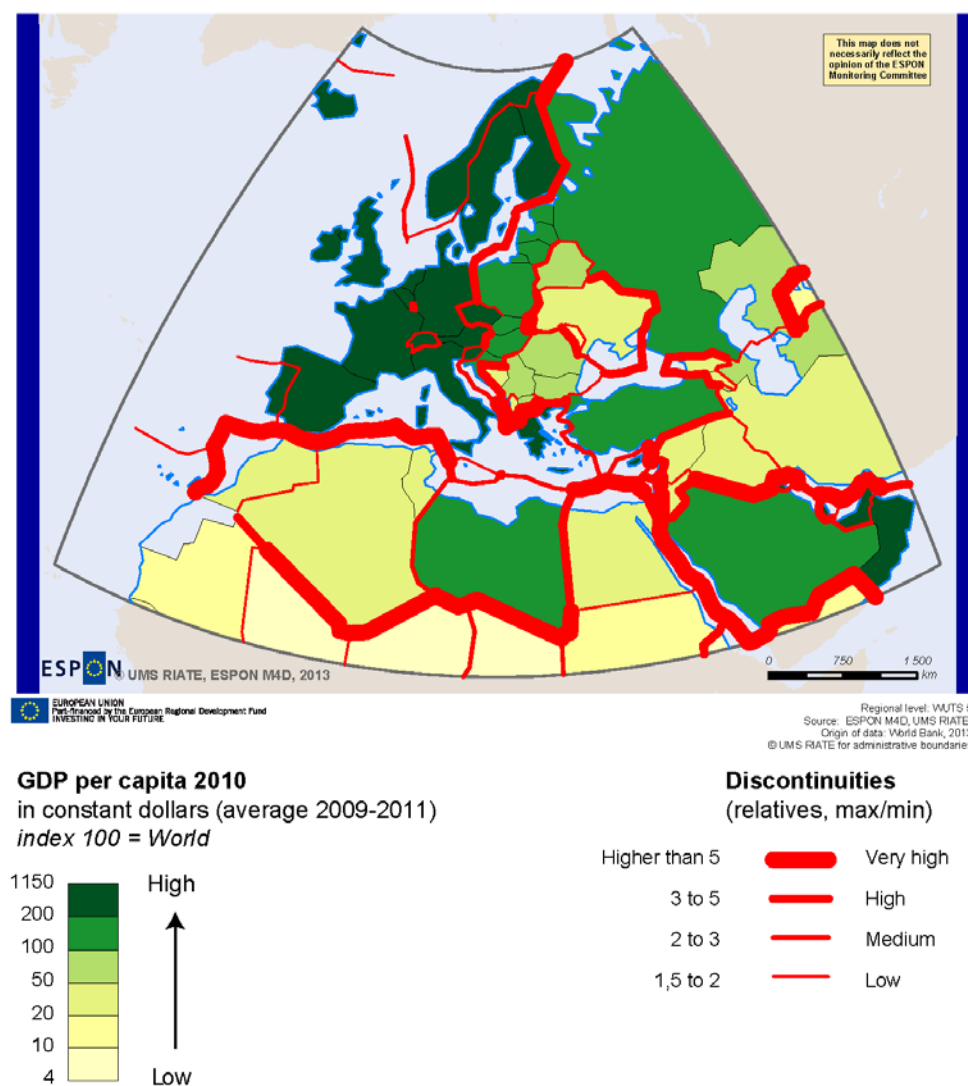 This map does not
necessarily reflect the
opinion of the ESPON
Monitoring Committee
ESPON
© UMS RIATE, ESPON M4D, 2013
0 750 1 500
km
EUROPEAN UNION
Part-financed by the European Regional Development Fund
INVESTING IN YOUR FUTURE
Regional level: WUTS
Source: ESPON M4D, UMS RIATE
Origin of data: World Bank, 2013
© UMS RIATE for administrative boundaries
GDP per capita 2010
in constant dollars (average 2009-2011)
index 100 = World
1150
200
100
50
20
10
4
High
Low
Discontinuities
(relatives, max/min)
Higher than 5 Very high
3 to 5 High
2 to 3 Medium
1,5 to 2 Low